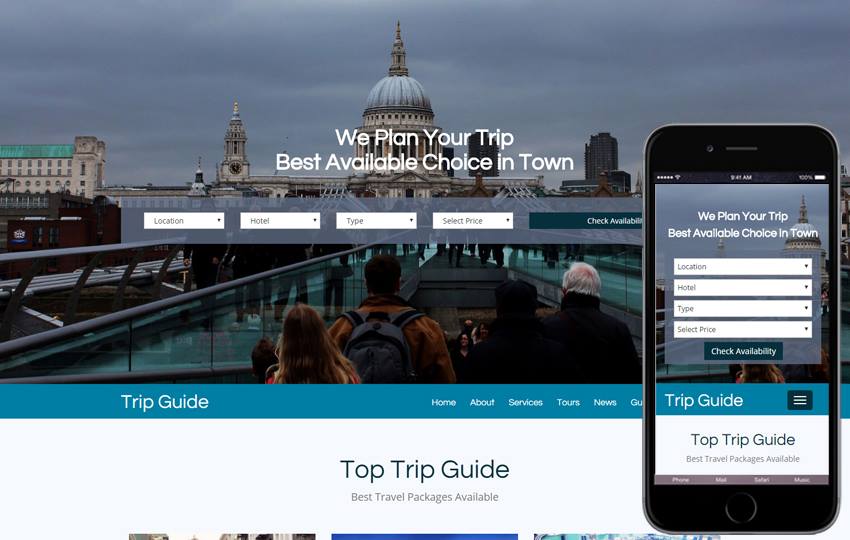 We Plan Your Trip
Best Available Choice in Town
Location Hotel Type Select Price Check Availabili
Trip Guide Home About Services Tours News Gu
Top Trip Guide
Best Travel Packages Available
9:41 AM 100%
We Plan Your Trip
Best Available Choice in Town
Location
Hotel
Type
Select Price
Check Availability
Trip Guide
Top Trip Guide
Best Travel Packages Available
Phone Mail Safari Music